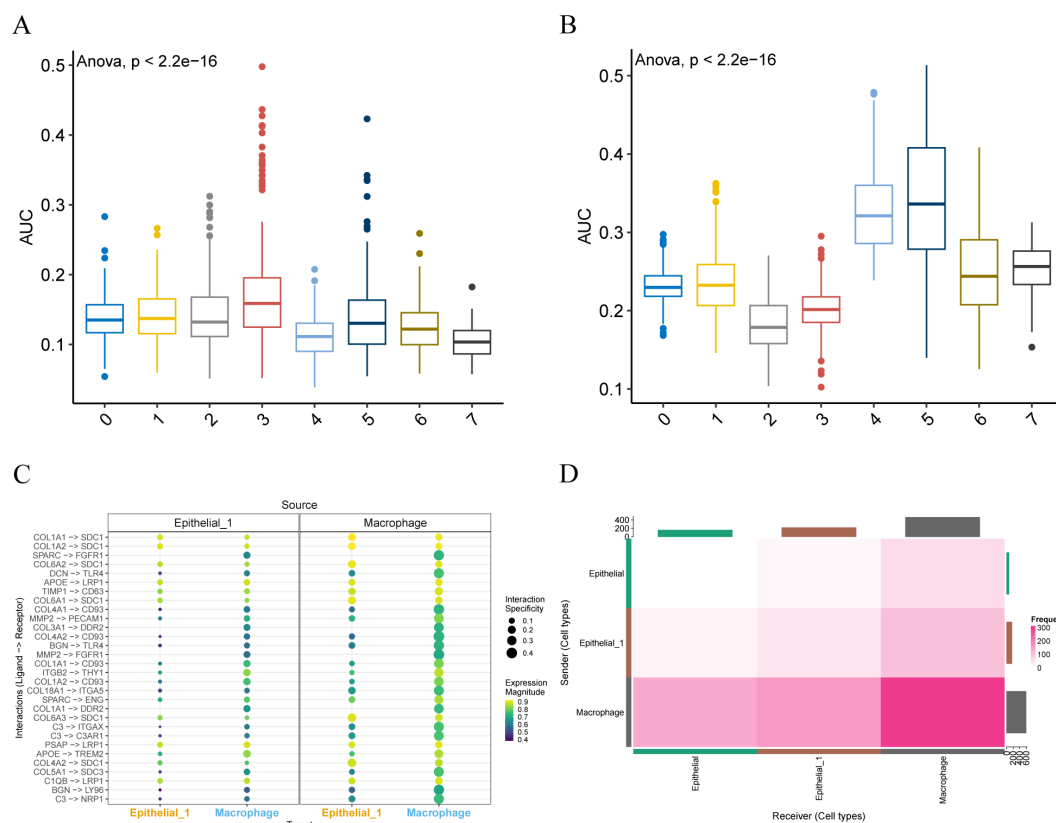 A
Anova, p < 2.2e−16
0.5
0.4
0.3
0.2
0.1
AUC
0 1 2 3 4 5 6 7
B
Anova, p < 2.2e−16
0.5
0.4
0.3
0.2
0.1
AUC
0 1 2 3 4 5 6 7
C
Source
Epithelial_1 Macrophage
Interactions (Ligand −> Receptor)
COL1A1 −> SDC1
COL1A2 −> SDC1
SPARC −> FGFR1
COL6A2 −> SDC1
DCN −> TLR4
APOE −> LRP1
TIMP1 −> CD63
COL6A1 −> SDC1
COL4A1 −> CD93
MMP2 −> PECAM1
COL3A1 −> DDR2
COL4A2 −> CD93
BGN −> TLR4
MMP2 −> FGFR1
COL1A1 −> CD93
ITGB2 −> THY1
COL1A2 −> CD93
COL18A1 −> ITGA5
SPARC −> ENG
COL1A1 −> DDR2
COL6A3 −> SDC1
C3 −> ITGAX
C3 −> C3AR1
PSAP −> LRP1
APOE −> TREM2
COL4A2 −> SDC1
COL5A1 −> SDC3
C1QB −> LRP1
BGN −> LY96
C3 −> NRP1
Epithelial_1 Macrophage Epithelial_1 Macrophage
Interaction
Specificity
0.1
0.2
0.3
0.4
Expression
Magnitude
0.9
0.8
0.7
0.6
0.5
0.4
D
400
200
0
Sender (Cell types)
Epithelial
Epithelial_1
Macrophage
0
200
400
600
Epithelial
Epithelial_1
Macrophage
Receiver (Cell types)
Freque
300
200
100
0